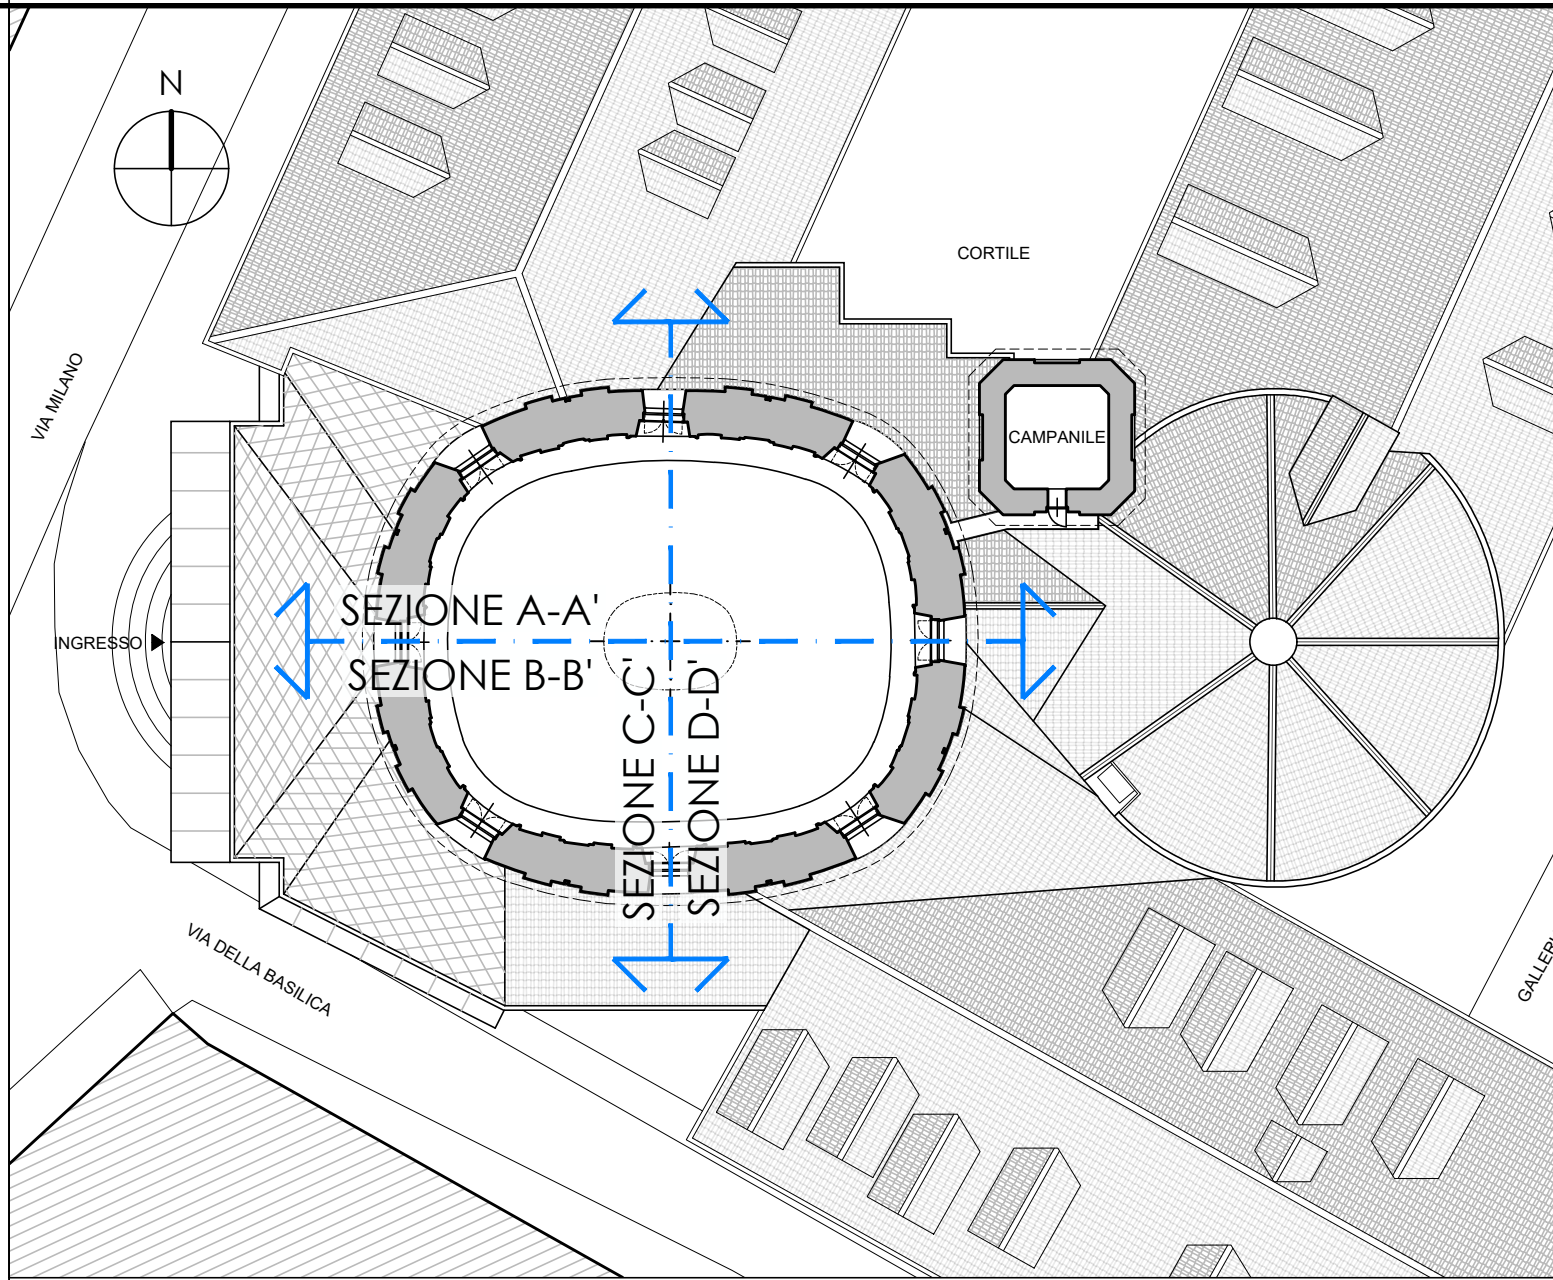 N
CORTILE
VIA MILANO
CAMPANILE
SEZIONE A-A'
INGRESSO
SEZIONE B-B'
SEZIONE C-C'
SEZIONE D-D'
VIA DELLA BASILICA